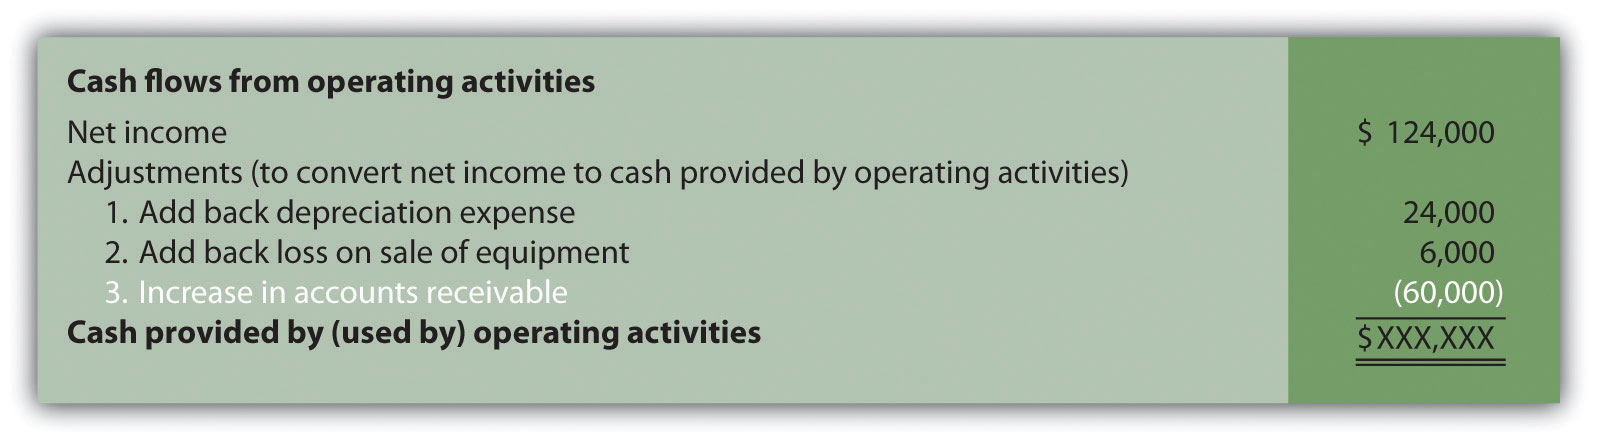 Cash flows from operating activities
Net income $ 124,000
Adjustments (to convert net income to cash provided by operating activities)
1. Add back depreciation expense 24,000
2. Add back loss on sale of equipment 6,000
3. Increase in accounts receivable (60,000)
Cash provided by (used by) operating activities $XXX,XXX